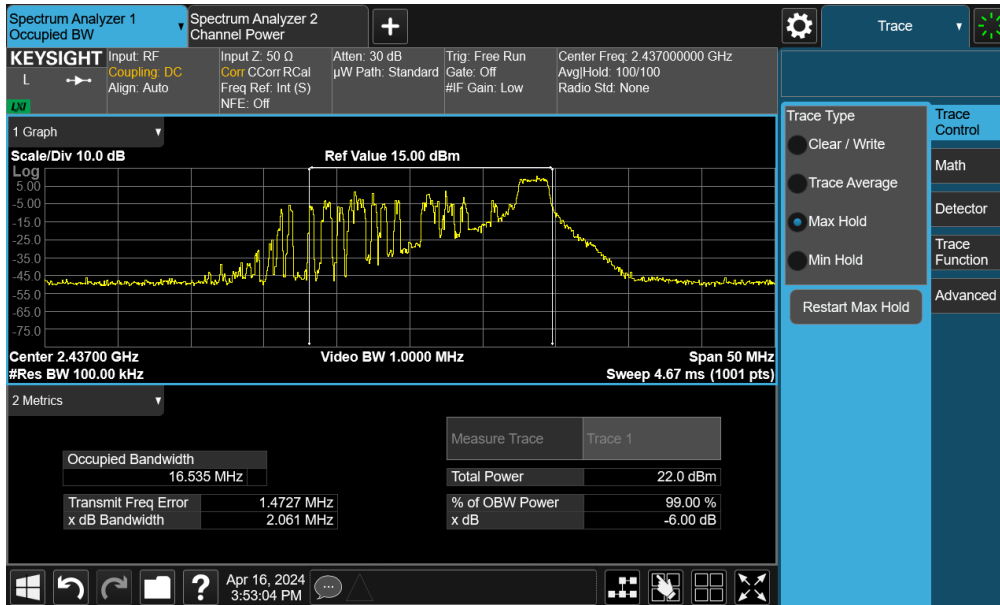 Spectrum Analyzer 1
Occupied BW
Spectrum Analyzer 2
Channel Power
Trace
KEYSIGHT
L
LXI
Input: RF
Coupling: DC
Align: Auto
Input Z: 50 Ω
Corr CCorr RCal
Freq Ref: Int (S)
NFE: Off
Atten: 30 dB
µW Path: Standard
Trig: Free Run
Gate: Off
#IF Gain: Low
Center Freq: 2.437000000 GHz
Avg|Hold: 100/100
Radio Std: None
1 Graph
Scale/Div 10.0 dB
Ref Value 15.00 dBm
Log
5.00
-5.00
-15.0
-25.0
-35.0
-45.0
-55.0
-65.0
-75.0
Center 2.43700 GHz
Video BW 1.0000 MHz
Span 50 MHz
#Res BW 100.00 kHz
Sweep 4.67 ms (1001 pts)
2 Metrics
Measure Trace
Trace 1
Occupied Bandwidth
16.535 MHz
Total Power
22.0 dBm
Transmit Freq Error
1.4727 MHz
% of OBW Power
99.00 %
x dB Bandwidth
2.061 MHz
x dB
-6.00 dB
Trace Type
Clear / Write
Trace Average
Max Hold
Min Hold
Restart Max Hold
Trace
Control
Math
Detector
Trace
Function
Advanced
?
Apr 16, 2024
3:53:04 PM